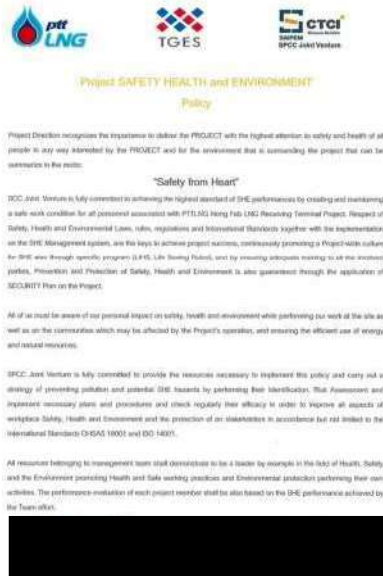 ptt
LNG
TGES
CTCI
SAIPEM
SPCC Joint Venture
Project SAFETY HEALTH and ENVIRONMENT
Policy
Project Direction recognizes the importance to deliver the PROJECT with the highest attention to safety and health of all
people in any way interested by the PROJECT and for the environment that is surrounding the project that can be
summarize in the motto:
"Safety from Heart"
Joint Venture is fully committed to achieving the highest standard of SHE performances by creating and maintaining
a safe work condition for all personnel associated with PTTLNG Nong Fab LNG Receiving Terminal Project. Respect of
Safety, Health and Environmental Laws, rules, regulations and International Standards together with the implementation
on the SHE Management system, are the keys to achieve project success, continuously promoting a Project-wide culture
for SHE also through specific program (LiHS, Life Saving Rules), and by ensuring adequate training to all the involved
parties. Prevention and Protection of Safety, Health and Environment is also guaranteed through the application of
SECURITY Plan on the Project.
All of us must be aware of our personal impact on safety, health and environment while performing our work at the site as
well as on the communities which may be affected by the Project's operation, and ensuring the efficient use of energy
and natural resources.
SPCC Joint Venture is fully committed to provide the resources necessary to implement this policy and carry out a
strategy of preventing pollution and potential SHE hazards by performing their Identification, Risk Assessment and
implement necessary plans and procedures and check regularly their efficacy in order to improve all aspects of
workplace Safety, Health and Environment and the protection of an stakeholders in accordance but not limited to the
International Standards OHSAS 18001 and ISO 14001.
All resources belonging to management team shall demonstrate to be a leader by example in the field of Health, Safety
and the Environment promoting Health and Safe working practices and Environmental protection performing their own
activities. The performance evaluation of each project member shall be also based on the SHE performance achieved by
the Team effort.